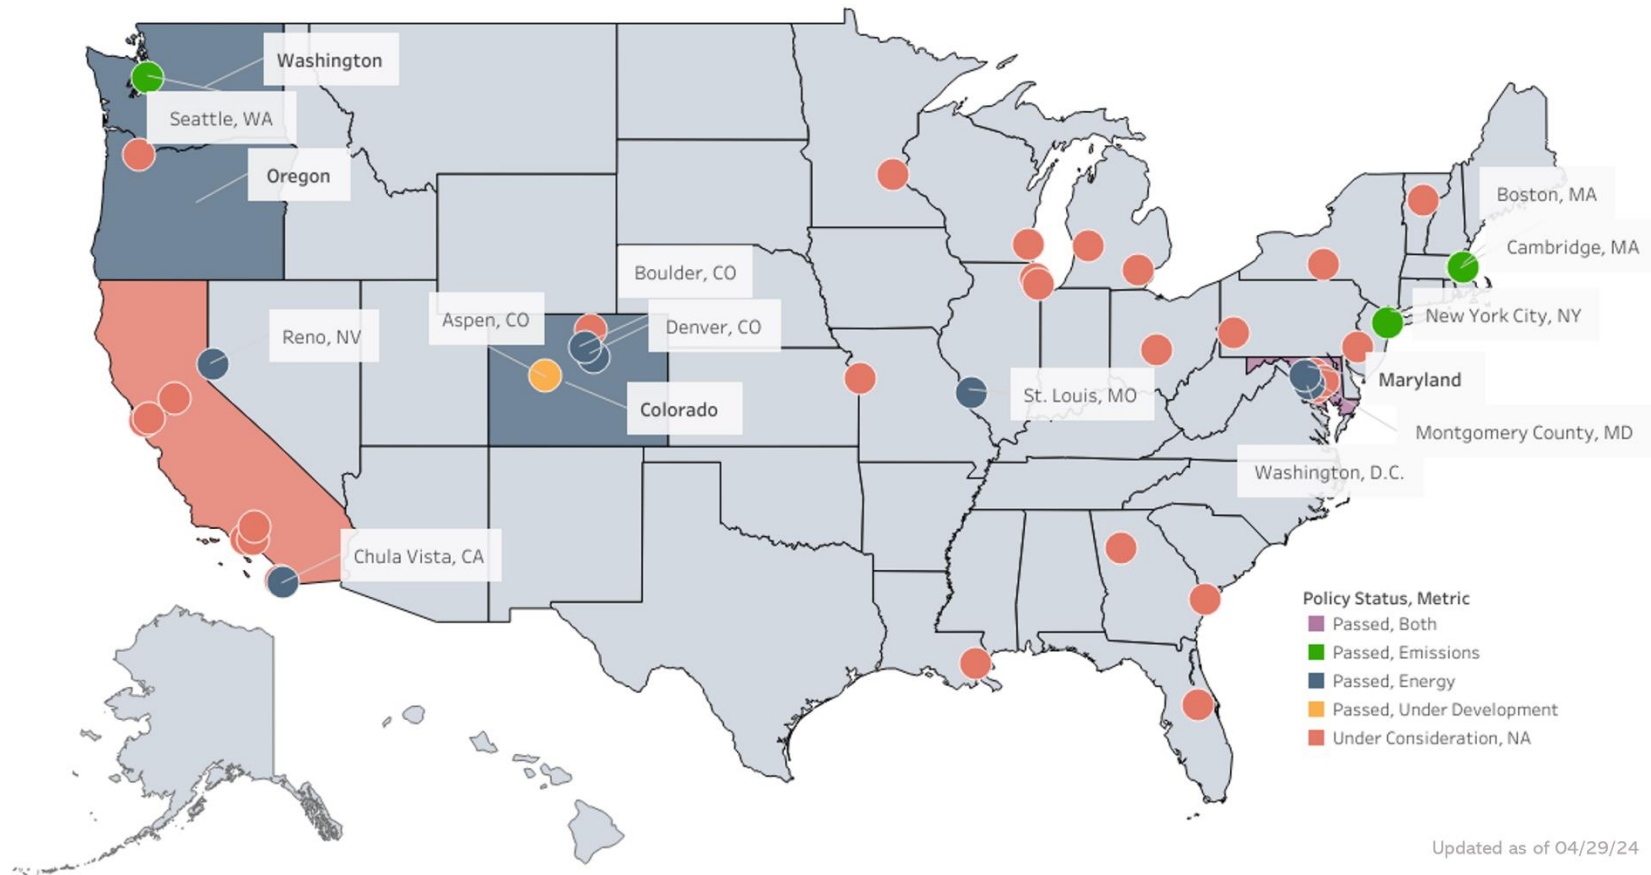 Washington
Seattle, WA
Oregon
Boston, MA
Cambridge, MA
Boulder, CO
Aspen, CO
Denver, CO
Reno, NV
New York City, NY
Maryland
St. Louis, MO
Colorado
Montgomery County, MD
Washington, D.C.
Chula Vista, CA
Policy Status, Metric
Passed, Both
Passed, Emissions
Passed, Energy
Passed, Under Development
Under Consideration, NA
Updated as of 04/29/24